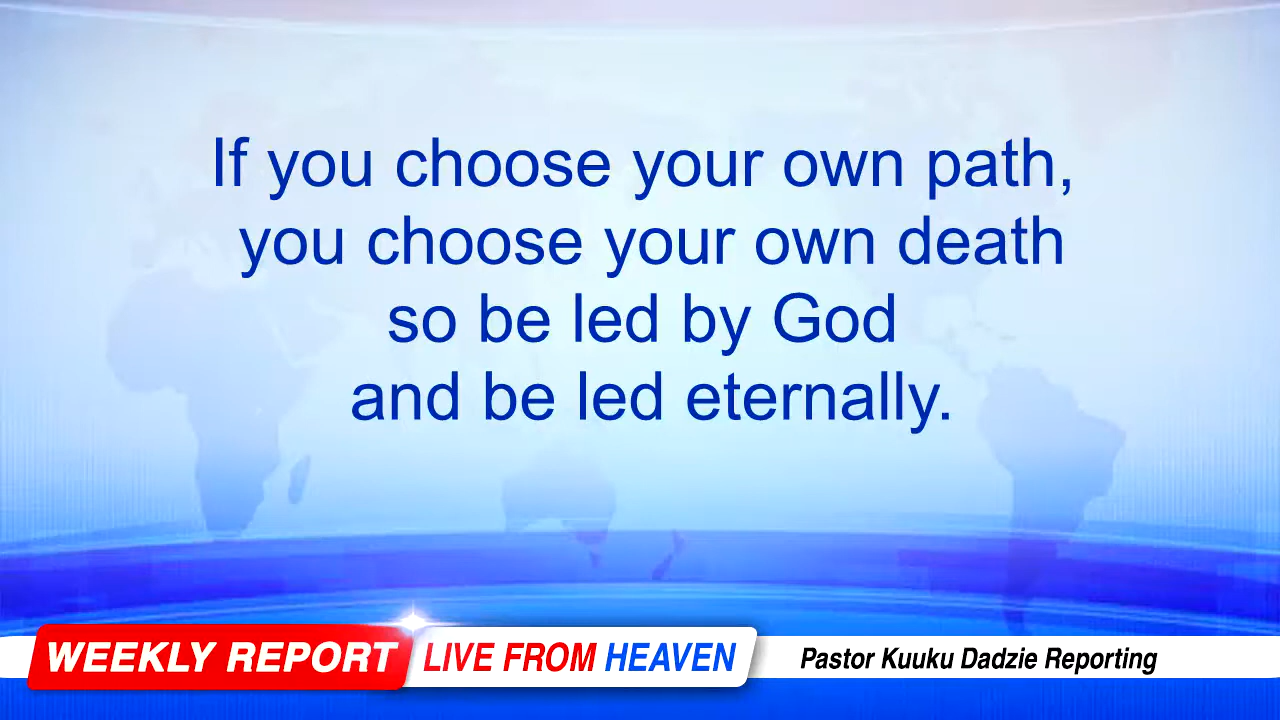 If you choose your own path,
you choose your own death
so be led by God
and be led eternally.
WEEKLY REPORT LIVE FROM HEAVEN Pastor Kuuku Dadzie Reporting